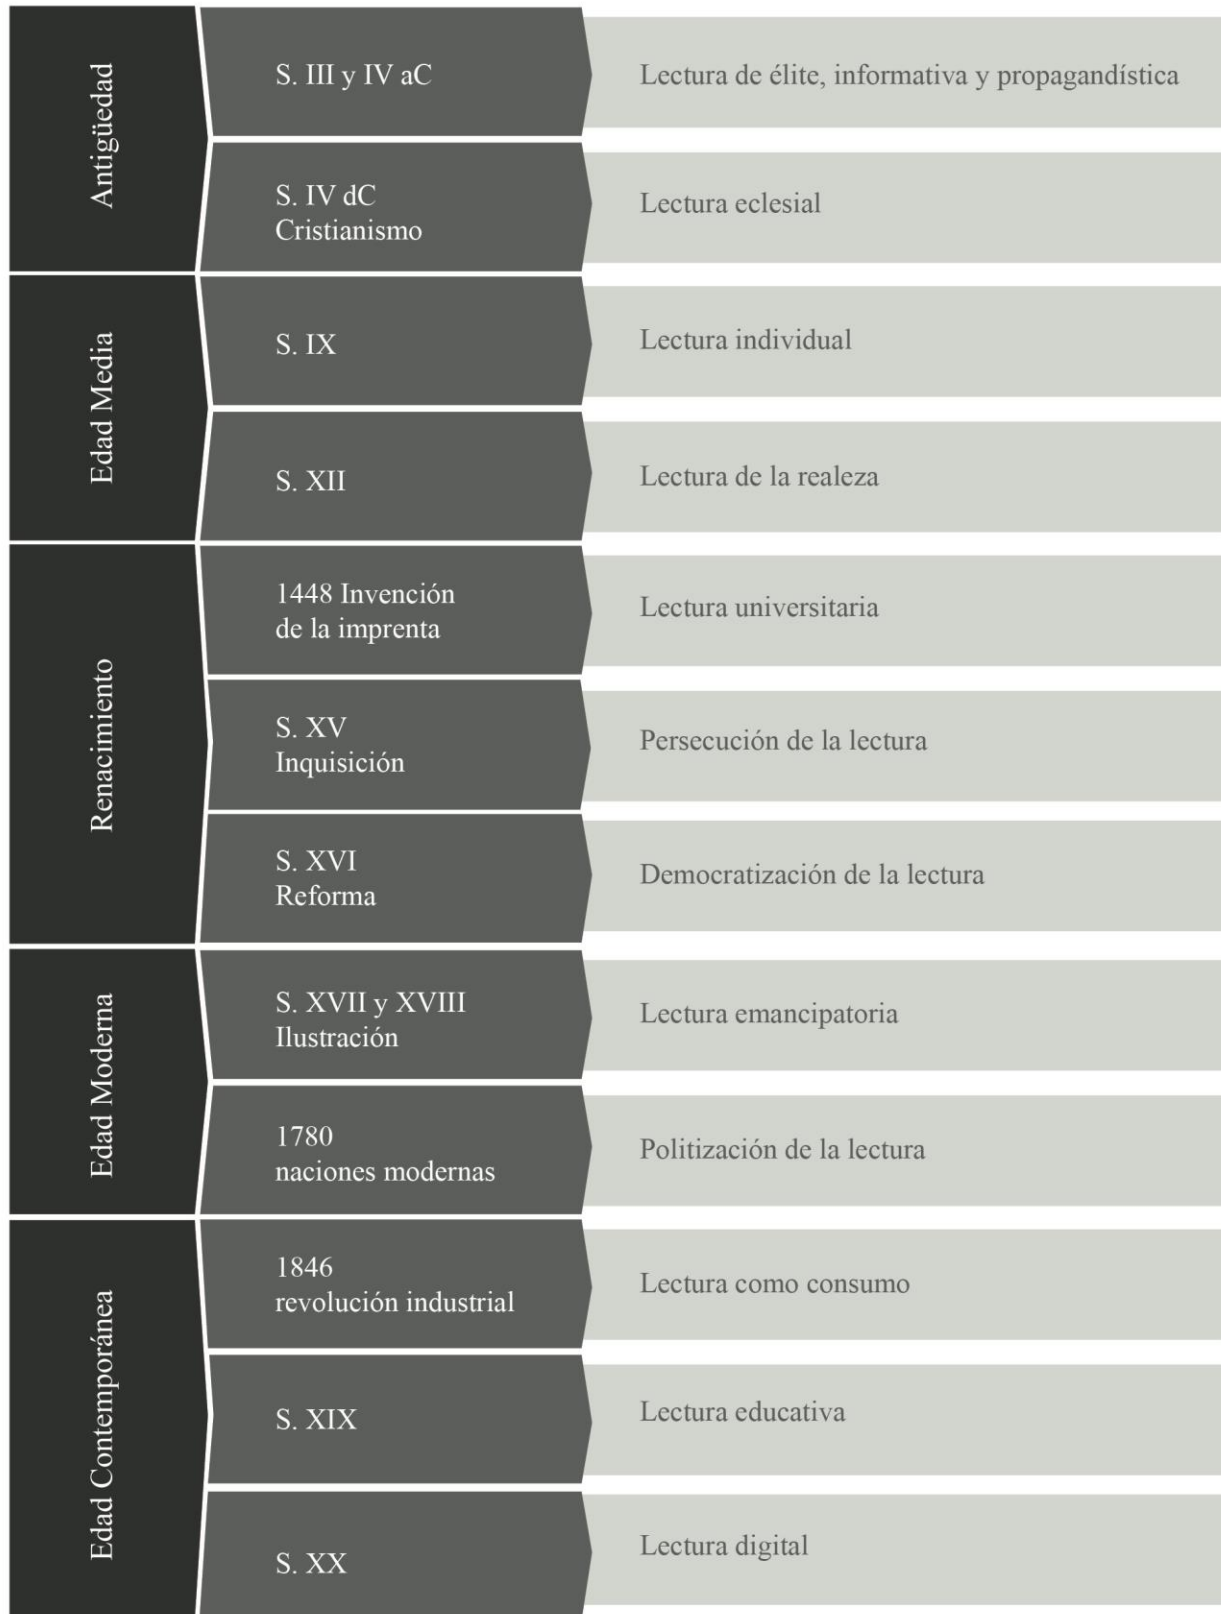 Antigüedad
S. III y IV aC
Lectura de élite, informativa y propagandística
S. IV dC
Cristianismo
Lectura eclesial
Edad Media
S. IX
Lectura individual
S. XII
Lectura de la realeza
Renacimiento
1448 Invención
de la imprenta
Lectura universitaria
S. XV
Inquisición
Persecución de la lectura
S. XVI
Reforma
Democratización de la lectura
Edad Moderna
S. XVII y XVIII
Ilustración
Lectura emancipatoria
1780
naciones modernas
Politización de la lectura
Edad Contemporánea
1846
revolución industrial
Lectura como consumo
S. XIX
Lectura educativa
S. XX
Lectura digital